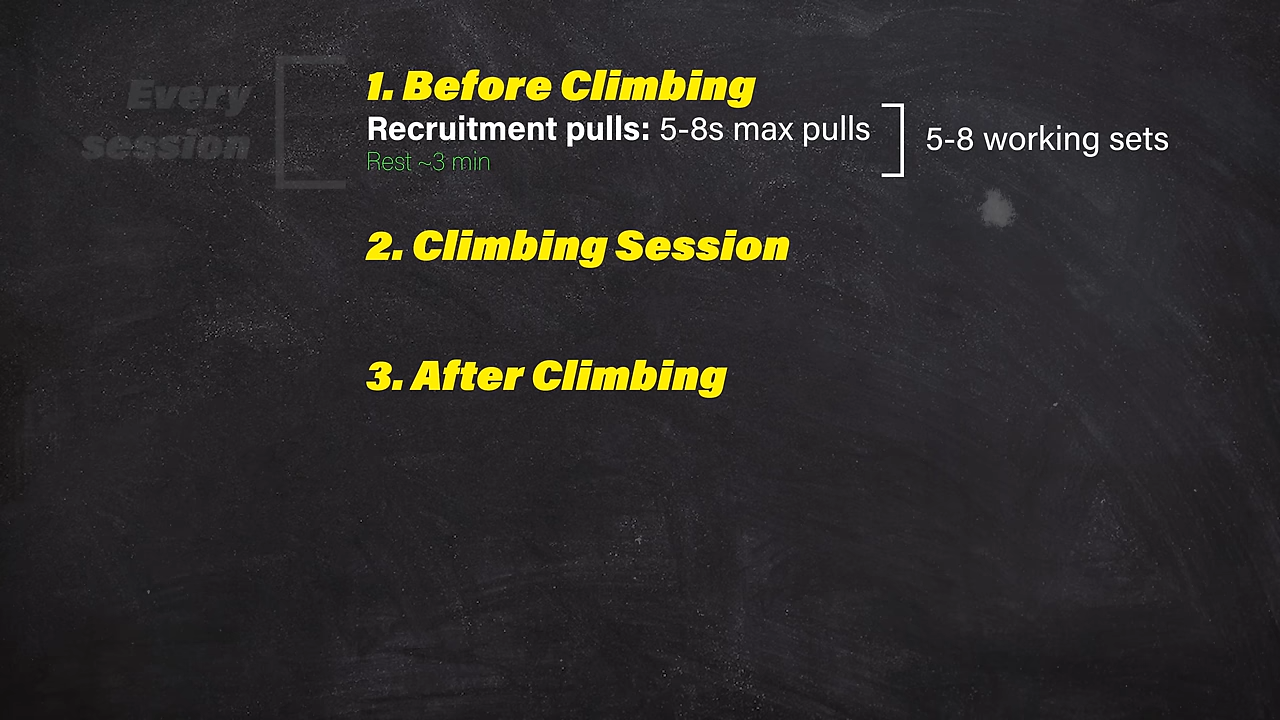 Every
session
1. Before Climbing
Recruitment pulls: 5-8s max pulls
Rest ~3 min
5-8 working sets
2. Climbing Session
3. After Climbing